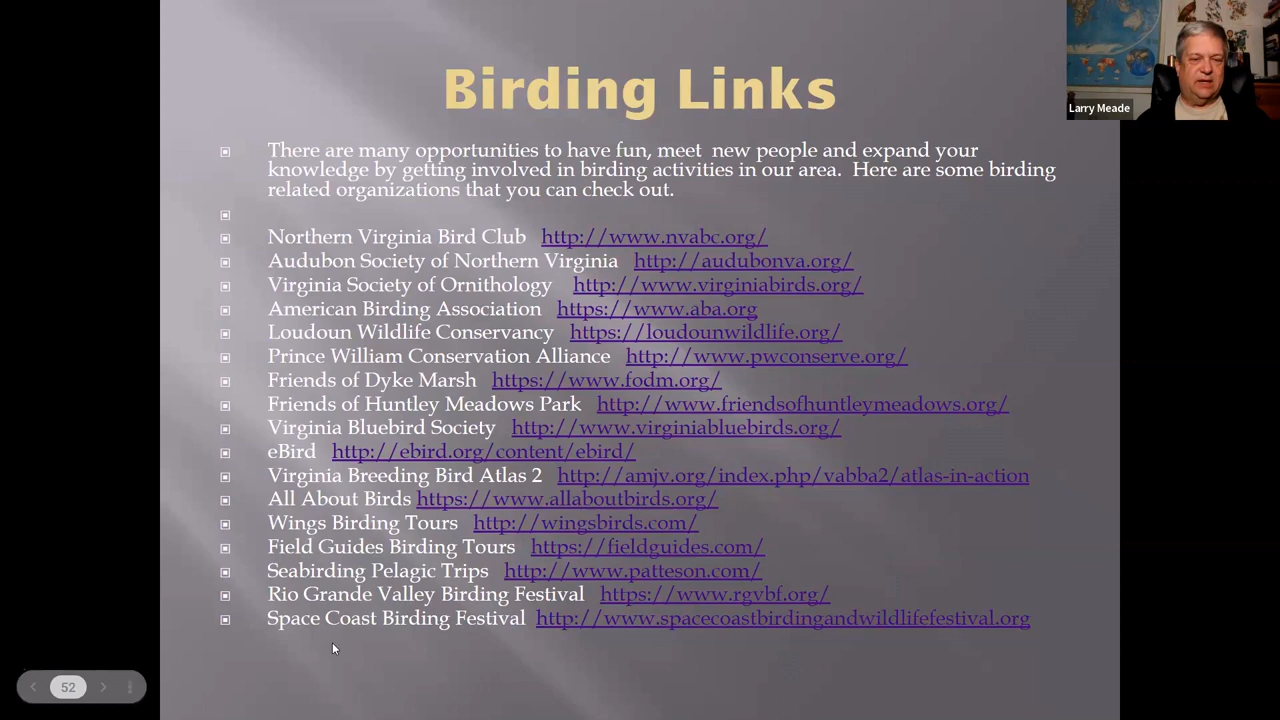 Birding Links
Larry Meade
There are many opportunities to have fun, meet new people and expand your
knowledge by getting involved in birding activities in our area. Here are some birding
related organizations that you can check out.
Northern Virginia Bird Club http://www.nvabc.org/
Audubon Society of Northern Virginia http://audubonva.org/
Virginia Society of Ornithology http://www.virginiabirds.org/
American Birding Association https://www.aba.org
Loudoun Wildlife Conservancy https://loudounwildlife.org/
Prince William Conservation Alliance http://www.pwconserve.org/
Friends of Dyke Marsh https://www.fodm.org/
Friends of Huntley Meadows Park http://www.friendsofhuntleymeadows.org/
Virginia Bluebird Society http://www.virginiabluebirds.org/
eBird http://ebird.org/content/ebird/
Virginia Breeding Bird Atlas 2 http://amjv.org/index.php/vabba2/atlas-in-action
All About Birds https://www.allaboutbirds.org/
Wings Birding Tours http://wingsbirds.com/
Field Guides Birding Tours https://fieldguides.com/
Seabirding Pelagic Trips http://www.patteson.com/
Rio Grande Valley Birding Festival https://www.rgvbf.org/
Space Coast Birding Festival http://www.spacecoastbirdingandwildlifefestival.org
52